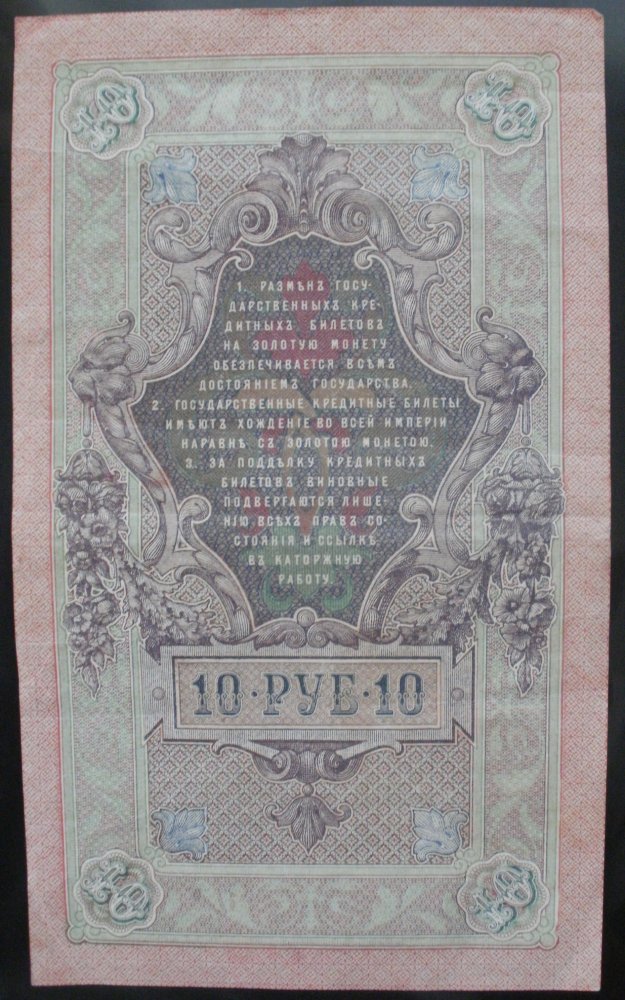 1. РАЗМѢНЪ ГОСУ-
ДАРСТВЕННЫХЪ КРЕ-
ДИТНЫХЪ БИЛЕТОВЪ
НА ЗОЛОТУЮ МОНЕТУ
ОБЕЗПЕЧИВАЕТСЯ ВСѢМЪ
ДОСТОЯНІЕМЪ ГОСУДАРСТВА.
2. ГОСУДАРСТВЕННЫЕ КРЕДИТНЫЕ БИЛЕТЫ
ИМѢЮТЪ ХОЖДЕНІЕ ВО ВСЕЙ ИМПЕРІИ
НАРАВНѢ СЪ ЗОЛОТОЮ МОНЕТОЮ.
3. ЗА ПОДДѢЛКУ КРЕДИТНЫХЪ
БИЛЕТОВЪ ВИНОВНЫЕ
ПОДВЕРГАЮТСЯ ЛИШЕ-
НІЮ ВСѢХЪ ПРАВЪ СО-
СТОЯНІЯ И ССЫЛКѢ
ВЪ КАТОРЖНУЮ
РАБОТУ.
10·РУБ·10